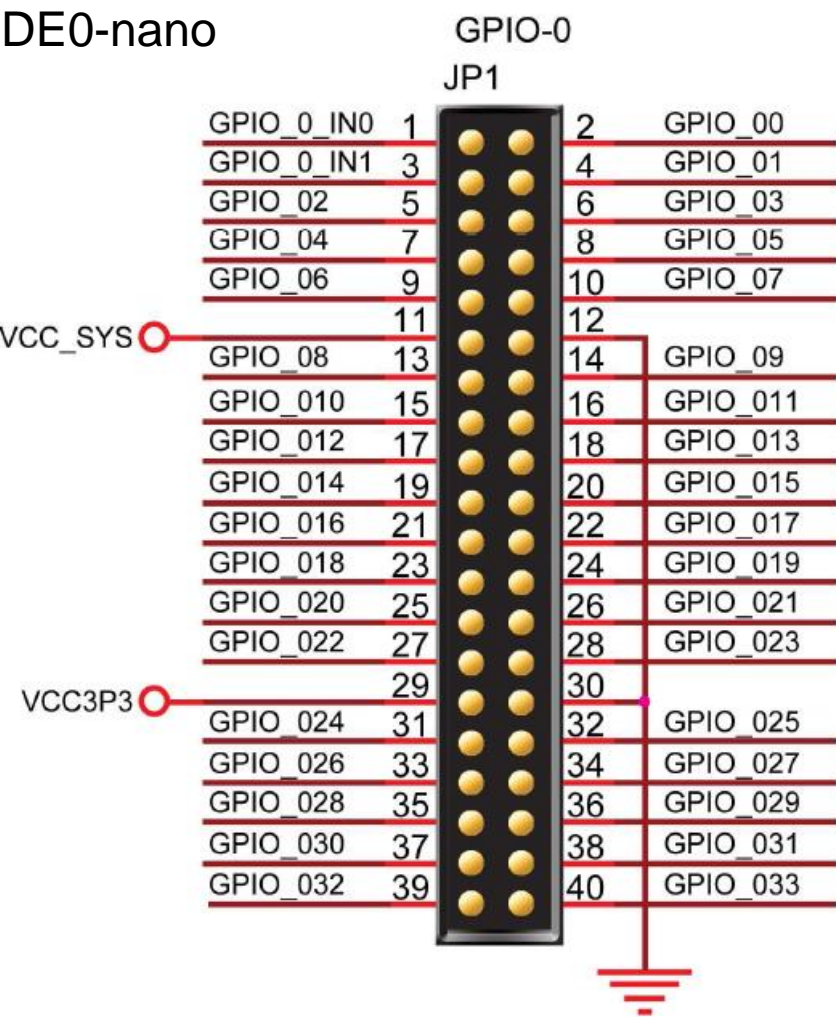 DE0-nano
GPIO-0
JP1
GPIO_0_IN0 1 2 GPIO_00
GPIO_0_IN1 3 4 GPIO_01
GPIO_02 5 6 GPIO_03
GPIO_04 7 8 GPIO_05
GPIO_06 9 10 GPIO_07
VCC_SYS 11 12
GPIO_08 13 14 GPIO_09
GPIO_010 15 16 GPIO_011
GPIO_012 17 18 GPIO_013
GPIO_014 19 20 GPIO_015
GPIO_016 21 22 GPIO_017
GPIO_018 23 24 GPIO_019
GPIO_020 25 26 GPIO_021
GPIO_022 27 28 GPIO_023
VCC3P3 29 30
GPIO_024 31 32 GPIO_025
GPIO_026 33 34 GPIO_027
GPIO_028 35 36 GPIO_029
GPIO_030 37 38 GPIO_031
GPIO_032 39 40 GPIO_033